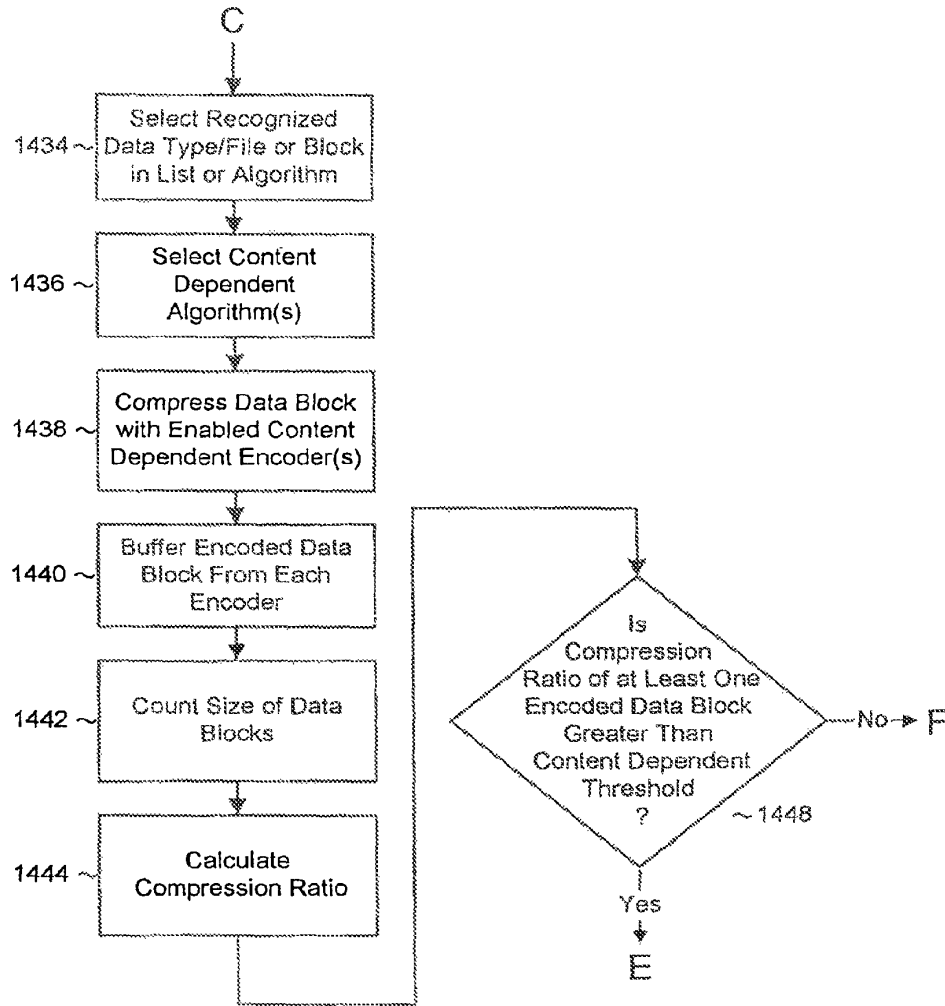 C
1434
Select Recognized
Data Type/File or Block
in List or Algorithm
1436
Select Content
Dependent
Algorithm(s)
1438
Compress Data Block
with Enabled Content
Dependent Encoder(s)
1440
Buffer Encoded Data
Block From Each
Encoder
1442
Count Size of Data
Blocks
1444
Calculate
Compression Ratio
Is
Compression
Ratio of at Least One
Encoded Data Block
Greater Than
Content Dependent
Threshold
?
1448
No
F
Yes
E